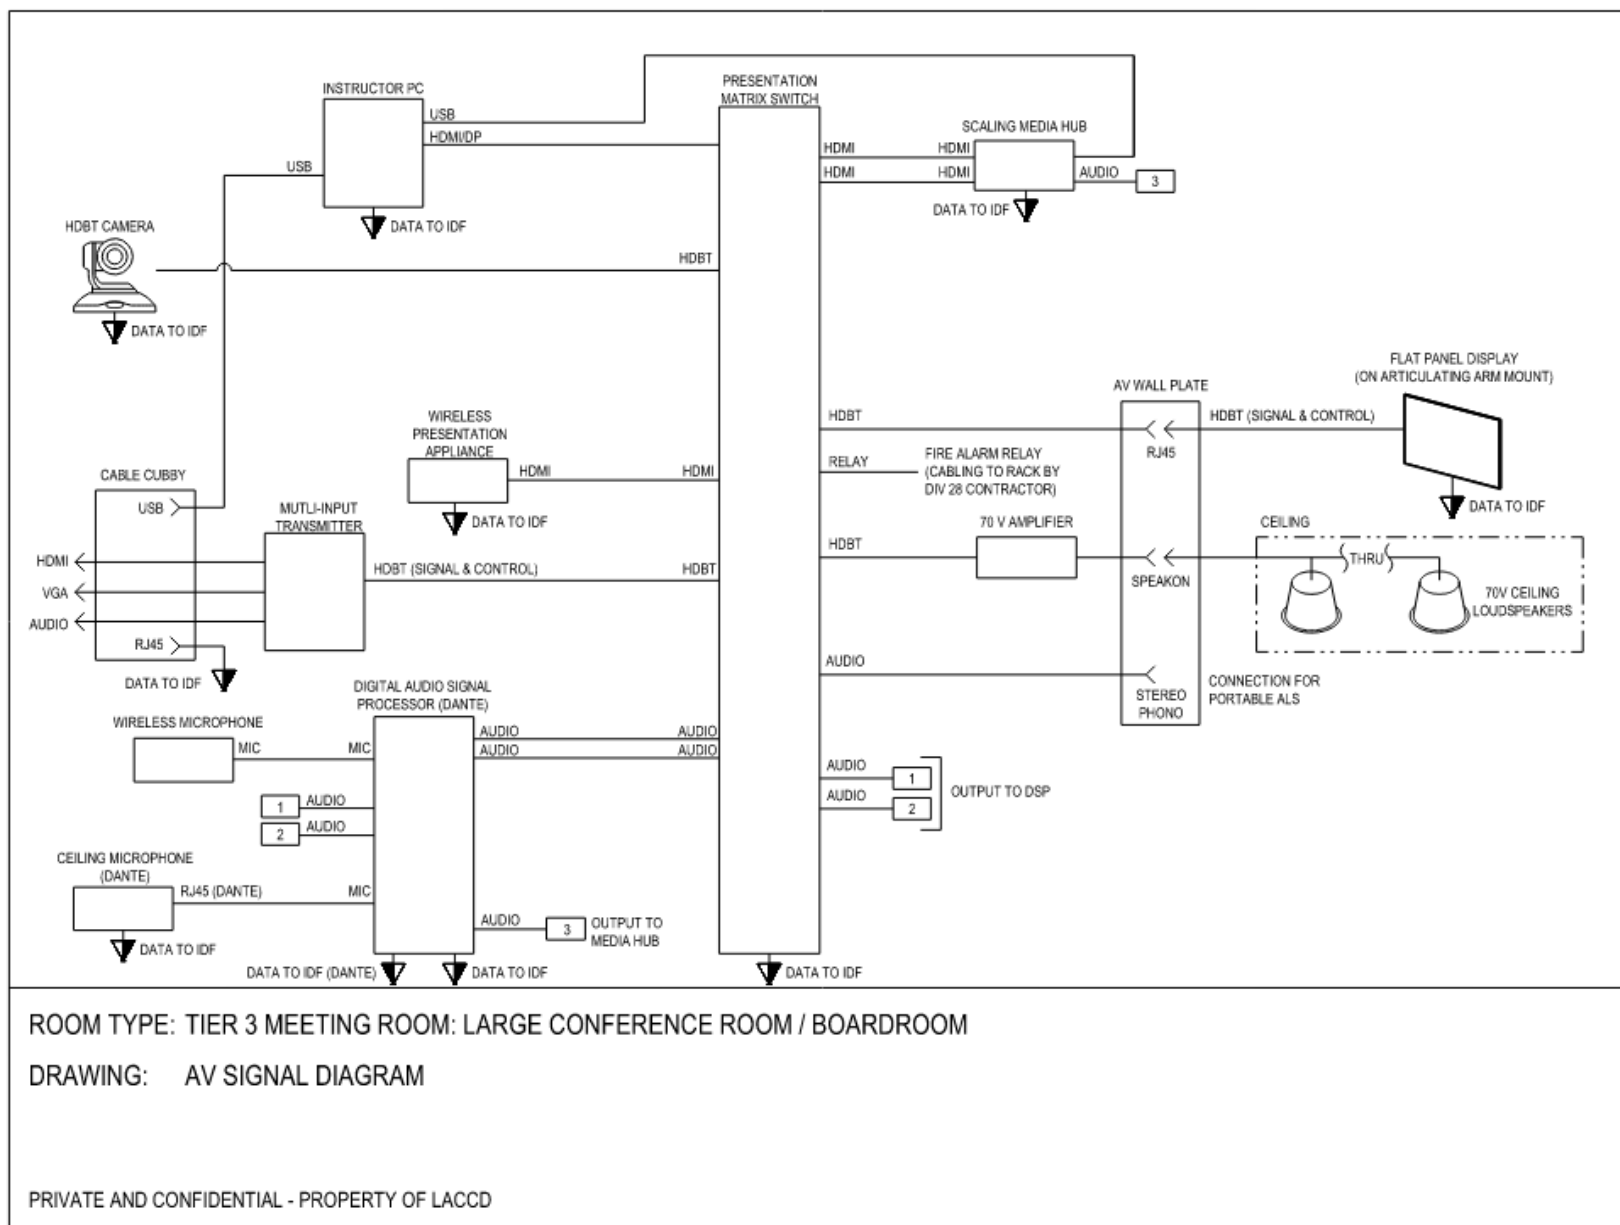 INSTRUCTOR PC
USB
HDMI/DP
USB
DATA TO IDF
PRESENTATION
MATRIX SWITCH
SCALING MEDIA HUB
HDMI
HDMI
HDMI
HDMI
AUDIO
3
DATA TO IDF
HDBT CAMERA
HDBT
DATA TO IDF
FLAT PANEL DISPLAY
(ON ARTICULATING ARM MOUNT)
AV WALL PLATE
HDBT
HDBT (SIGNAL & CONTROL)
RJ45
DATA TO IDF
WIRELESS
PRESENTATION
APPLIANCE
HDMI
HDMI
DATA TO IDF
RELAY
FIRE ALARM RELAY
(CABLING TO RACK BY
DIV 28 CONTRACTOR)
CABLE CUBBY
USB
MUTLI-INPUT
TRANSMITTER
HDMI
VGA
AUDIO
RJ45
DATA TO IDF
HDBT (SIGNAL & CONTROL)
HDBT
70 V AMPLIFIER
HDBT
SPEAKON
CEILING
THRU
70V CEILING
LOUDSPEAKERS
AUDIO
STEREO
PHONO
CONNECTION FOR
PORTABLE ALS
DIGITAL AUDIO SIGNAL
PROCESSOR (DANTE)
WIRELESS MICROPHONE
MIC
MIC
AUDIO
AUDIO
AUDIO
AUDIO
1
AUDIO
2
AUDIO
AUDIO
1
AUDIO
2
OUTPUT TO DSP
CEILING MICROPHONE
(DANTE)
RJ45 (DANTE)
MIC
DATA TO IDF
AUDIO
3
OUTPUT TO
MEDIA HUB
DATA TO IDF (DANTE)
DATA TO IDF
DATA TO IDF
ROOM TYPE: TIER 3 MEETING ROOM: LARGE CONFERENCE ROOM / BOARDROOM
DRAWING: AV SIGNAL DIAGRAM
PRIVATE AND CONFIDENTIAL - PROPERTY OF LACCD